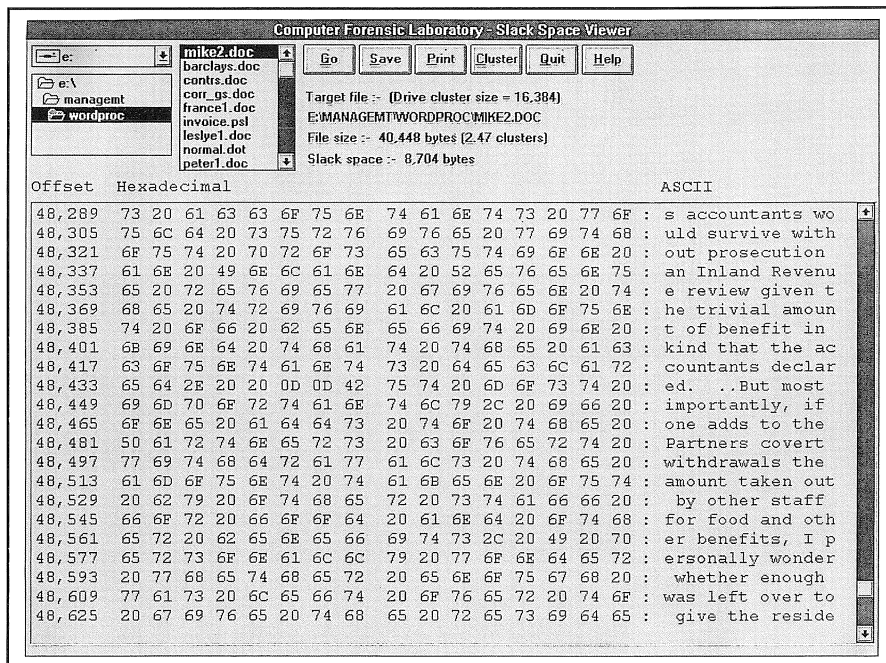 Computer Forensic Laboratory - Slack Space Viewer
e:
e:\
managemt
wordproc
mike2.doc
barclays.doc
contrs.doc
corr_gs.doc
france1.doc
invoice.psl
leslye1.doc
normal.dot
peter1.doc
Go Save Print Cluster Quit Help
Target file :- (Drive cluster size = 16,384)
E:\MANAGEMT\WORDPROC\MIKE2.DOC
File size :- 40,448 bytes (2.47 clusters)
Slack space :- 8,704 bytes
Offset Hexadecimal ASCII
48,289 73 20 61 63 63 6F 75 6E 74 61 6E 74 73 20 77 6F : s accountants wo
48,305 75 6C 64 20 73 75 72 76 69 76 65 20 77 69 74 68 : uld survive with
48,321 6F 75 74 20 70 72 6F 73 65 63 75 74 69 6F 6E 20 : out prosecution
48,337 61 6E 20 49 6E 6C 61 6E 64 20 52 65 76 65 6E 75 : an Inland Revenu
48,353 65 20 72 65 76 69 65 77 20 67 69 76 65 6E 20 74 : e review given t
48,369 68 65 20 74 72 69 76 69 61 6C 20 61 6D 6F 75 6E : he trivial amoun
48,385 74 20 6F 66 20 62 65 6E 65 66 69 74 20 69 6E 20 : t of benefit in
48,401 6B 69 6E 64 20 74 68 61 74 20 74 68 65 20 61 63 : kind that the ac
48,417 63 6F 75 6E 74 61 6E 74 73 20 64 65 63 6C 61 72 : countants declar
48,433 65 64 2E 20 20 0D 0D 42 75 74 20 6D 6F 73 74 20 : ed. ..But most
48,449 69 6D 70 6F 72 74 61 6E 74 6C 79 2C 20 69 66 20 : importantly, if
48,465 6F 6E 65 20 61 64 64 73 20 74 6F 20 74 68 65 20 : one adds to the
48,481 50 61 72 74 6E 65 72 73 20 63 6F 76 65 72 74 20 : Partners covert
48,497 77 69 74 68 64 72 61 77 61 6C 73 20 74 68 65 20 : withdrawals the
48,513 61 6D 6F 75 6E 74 20 74 61 6B 65 6E 20 6F 75 74 : amount taken out
48,529 20 62 79 20 6F 74 68 65 72 20 73 74 61 66 66 20 : by other staff
48,545 66 6F 72 20 66 6F 6F 64 20 61 6E 64 20 6F 74 68 : for food and oth
48,561 65 72 20 62 65 6E 65 66 69 74 73 2C 20 49 20 70 : er benefits, I p
48,577 65 72 73 6F 6E 61 6C 6C 79 20 77 6F 6E 64 65 72 : ersonally wonder
48,593 20 77 68 65 74 68 65 72 20 65 6E 6F 75 67 68 20 : whether enough
48,609 77 61 73 20 6C 65 66 74 20 6F 76 65 72 20 74 6F : was left over to
48,625 20 67 69 76 65 20 74 68 65 20 72 65 73 69 64 65 : give the reside